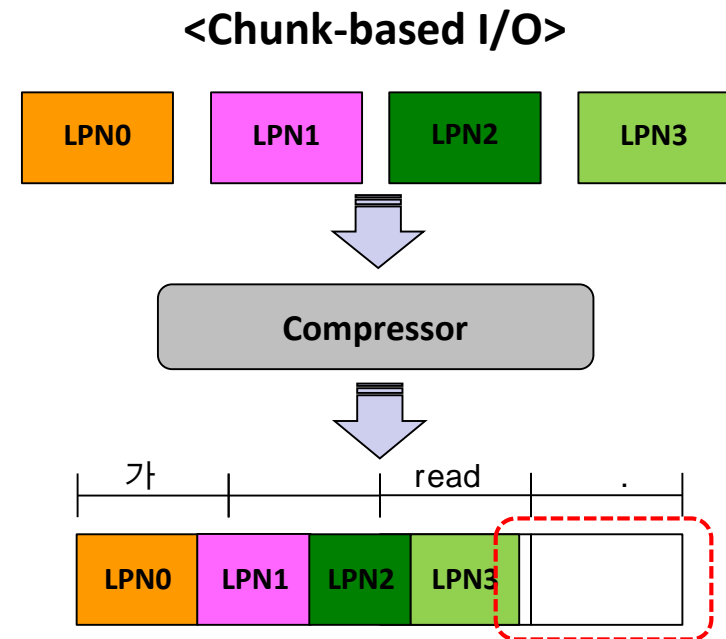 <Chunk-based I/O>
LPN0 LPN1 LPN2 LPN3
Compressor
가 read .
LPN0 LPN1 LPN2 LPN3